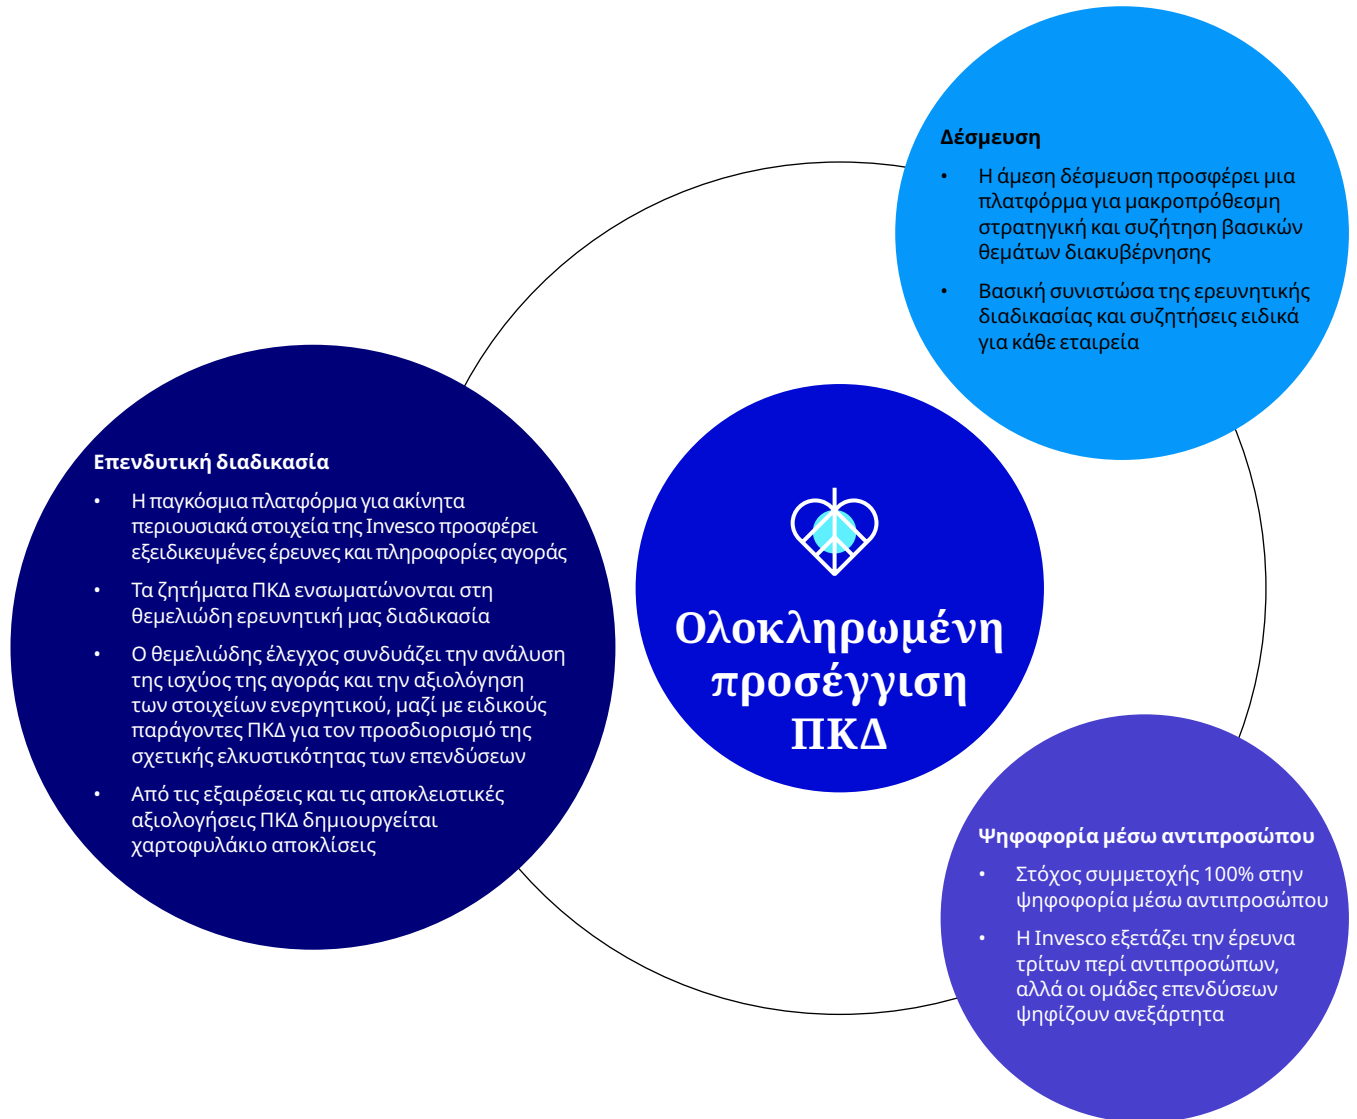 Δέσμευση
• Η άμεση δέσμευση προσφέρει μια
πλατφόρμα για μακροπρόθεσμη
στρατηγική και συζήτηση βασικών
θεμάτων διακυβέρνησης
• Βασική συνιστώσα της ερευνητικής
διαδικασίας και συζητήσεις ειδικά
για κάθε εταιρεία
Επενδυτική διαδικασία
• Η παγκόσμια πλατφόρμα για ακίνητα
περιουσιακά στοιχεία της Invesco προσφέρει
εξειδικευμένες έρευνες και πληροφορίες αγοράς
• Τα ζητήματα ΠΚΔ ενσωματώνονται στη
θεμελιώδη ερευνητική μας διαδικασία
• Ο θεμελιώδης έλεγχος συνδυάζει την ανάλυση
της ισχύος της αγοράς και την αξιολόγηση
των στοιχείων ενεργητικού, μαζί με ειδικούς
παράγοντες ΠΚΔ για τον προσδιορισμό της
σχετικής ελκυστικότητας των επενδύσεων
• Από τις εξαιρέσεις και τις αποκλειστικές
αξιολογήσεις ΠΚΔ δημιουργείται
χαρτοφυλάκιο αποκλίσεις
Ολοκληρωμένη
προσέγγιση
ΠΚΔ
Ψηφοφορία μέσω αντιπροσώπου
• Στόχος συμμετοχής 100% στην
ψηφοφορία μέσω αντιπροσώπου
• Η Invesco εξετάζει την έρευνα
τρίτων περί αντιπροσώπων,
αλλά οι ομάδες επενδύσεων
ψηφίζουν ανεξάρτητα